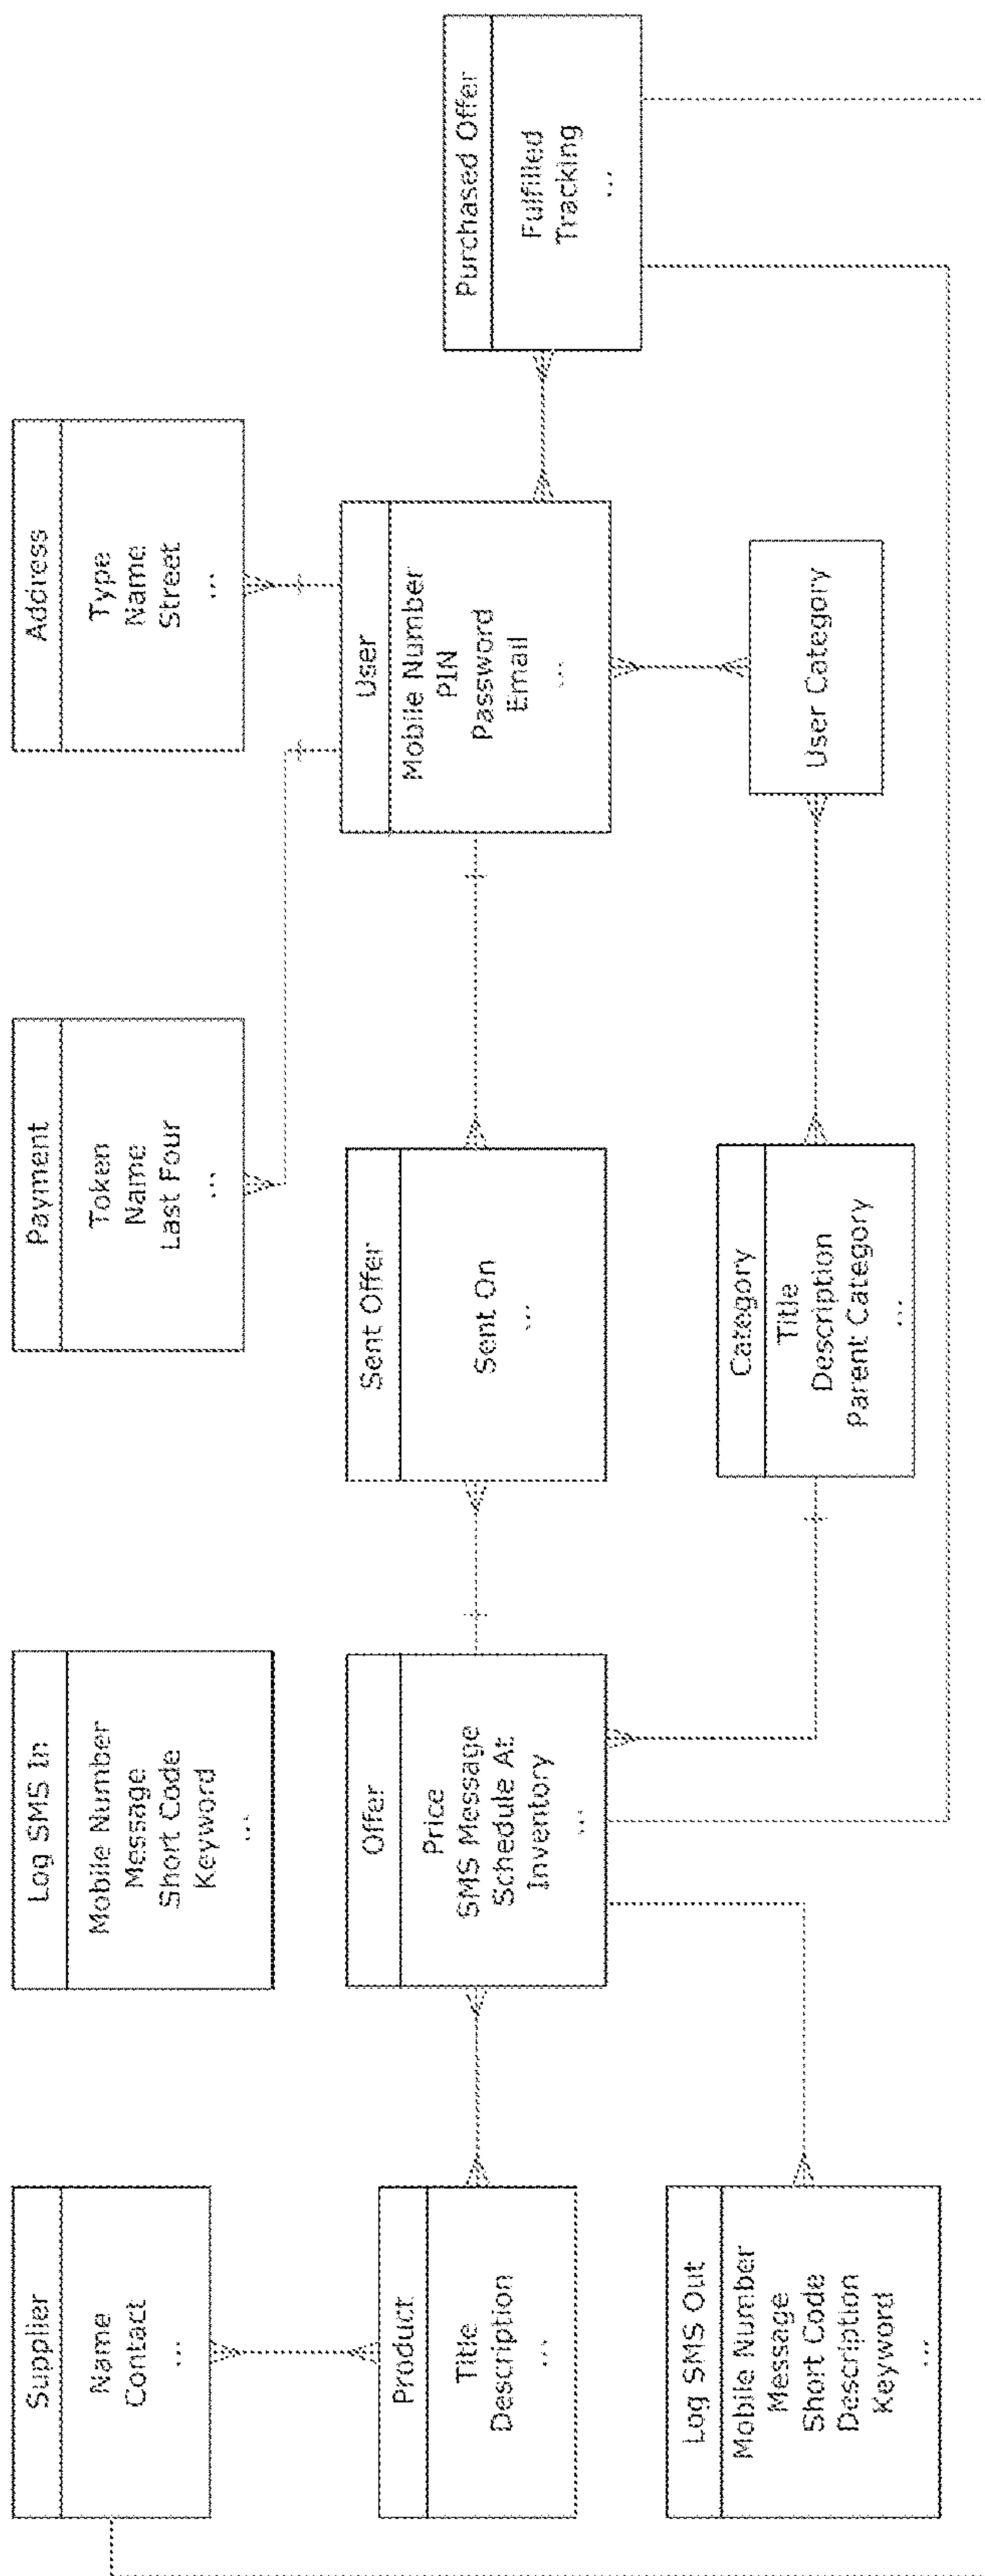 Supplier
Name
Contact
...
Log SMS In
Mobile Number
Message
Short Code
Keyword
...
Payment
Token
Name
Last Four
...
Address
Type
Name
Street
...
Product
Title
Description
...
Offer
Price
SMS Message
Schedule At
Inventory
...
Sent Offer
Sent On
...
User
Mobile Number
PIN
Password
Email
...
Purchased Offer
Fulfilled
Tracking
...
Log SMS Out
Mobile Number
Message
Short Code
Description
Keyword
...
Category
Title
Description
Parent Category
...
User Category